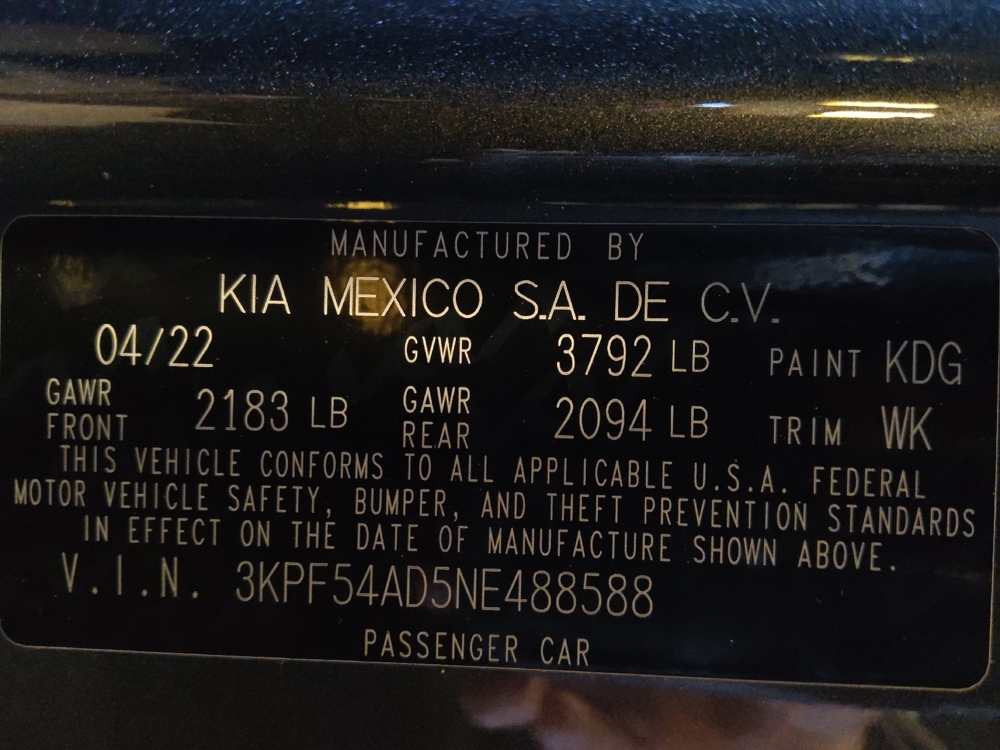 MANUFACTURED BY
KIA MEXICO S.A. DE C.V.
04/22 GVWR 3792 LB PAINT KDG
GAWR FRONT 2183 LB GAWR REAR 2094 LB TRIM WK
THIS VEHICLE CONFORMS TO ALL APPLICABLE U.S.A. FEDERAL
MOTOR VEHICLE SAFETY, BUMPER, AND THEFT PREVENTION STANDARDS
IN EFFECT ON THE DATE OF MANUFACTURE SHOWN ABOVE.
V.I.N. 3KPF54AD5NE488588
PASSENGER CAR